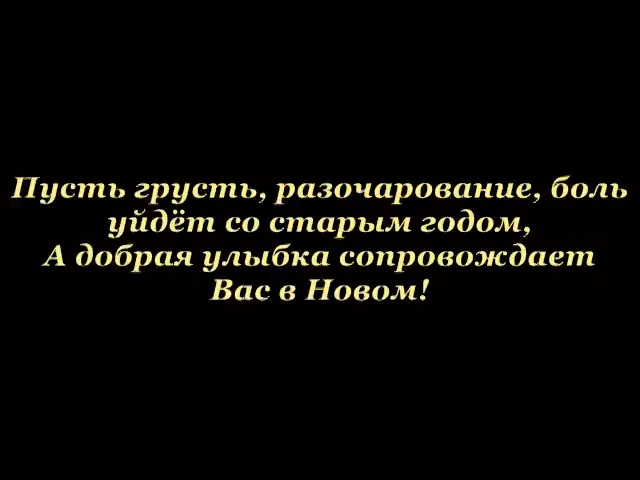 Пусть грусть, разочарование, боль
уйдёт со старым годом,
А добрая улыбка сопровождает
Вас в Новом!